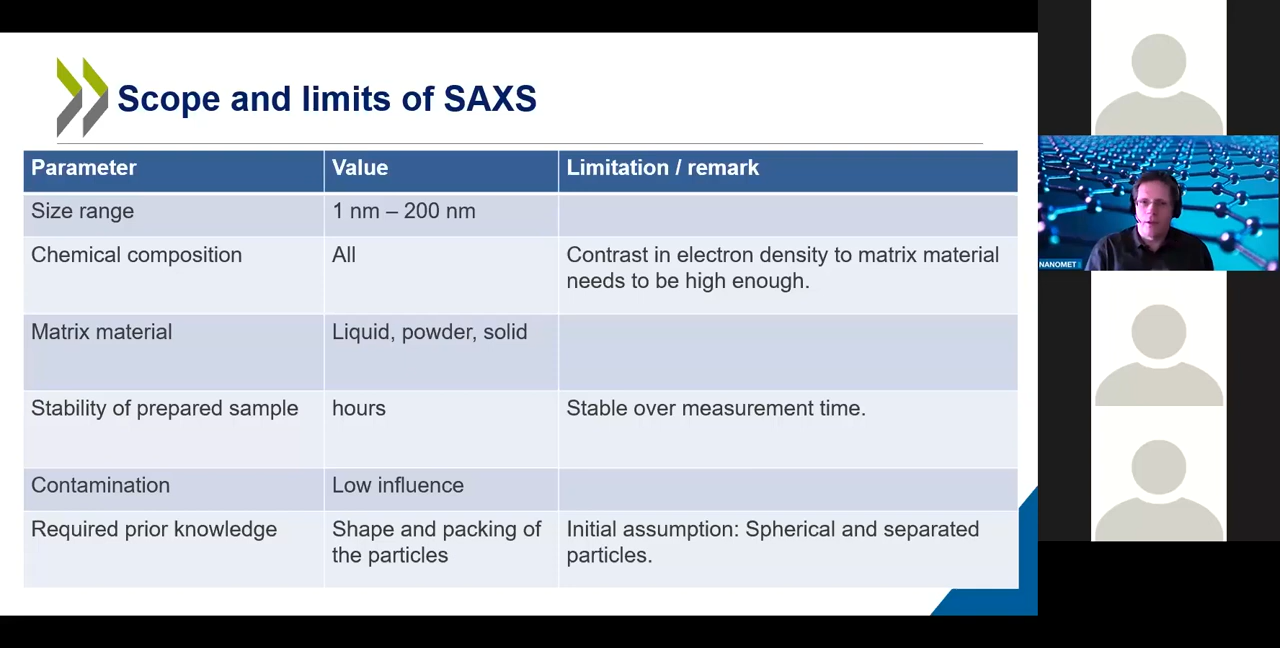 Scope and limits of SAXS
Parameter Value Limitation / remark
Size range 1 nm – 200 nm
Chemical composition All Contrast in electron density to matrix material
needs to be high enough.
Matrix material Liquid, powder, solid
Stability of prepared sample hours Stable over measurement time.
Contamination Low influence
Required prior knowledge Shape and packing of Initial assumption: Spherical and separated
the particles particles.
NANOMET